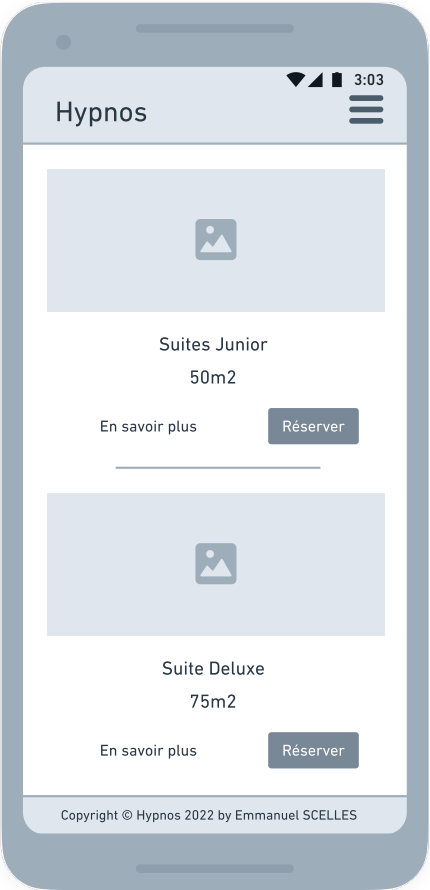 3:03
Hypnos
Suites Junior
50m2
En savoir plus Réserver
Suite Deluxe
75m2
En savoir plus Réserver
Copyright © Hypnos 2022 by Emmanuel SCELLES